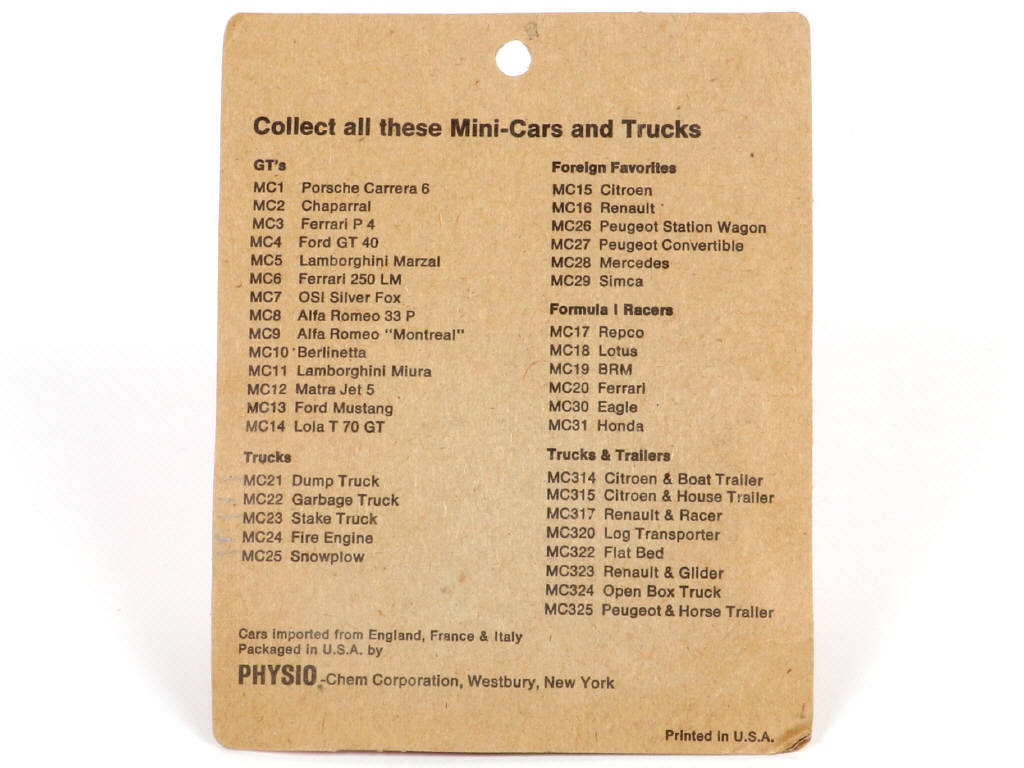 Collect all these Mini-Cars and Trucks
GT's
MC1 Porsche Carrera 6
MC2 Chaparral
MC3 Ferrari P 4
MC4 Ford GT 40
MC5 Lamborghini Marzal
MC6 Ferrari 250 LM
MC7 OSI Silver Fox
MC8 Alfa Romeo 33 P
MC9 Alfa Romeo "Montreal"
MC10 Berlinetta
MC11 Lamborghini Miura
MC12 Matra Jet 5
MC13 Ford Mustang
MC14 Lola T 70 GT
Trucks
MC21 Dump Truck
MC22 Garbage Truck
MC23 Stake Truck
MC24 Fire Engine
MC25 Snowplow
Foreign Favorites
MC15 Citroen
MC16 Renault
MC26 Peugeot Station Wagon
MC27 Peugeot Convertible
MC28 Mercedes
MC29 Simca
Formula I Racers
MC17 Repco
MC18 Lotus
MC19 BRM
MC20 Ferrari
MC30 Eagle
MC31 Honda
Trucks & Trailers
MC314 Citroen & Boat Trailer
MC315 Citroen & House Trailer
MC317 Renault & Racer
MC320 Log Transporter
MC322 Flat Bed
MC323 Renault & Glider
MC324 Open Box Truck
MC325 Peugeot & Horse Trailer
Cars imported from England, France & Italy
Packaged in U.S.A. by
PHYSIO-Chem Corporation, Westbury, New York
Printed in U.S.A.